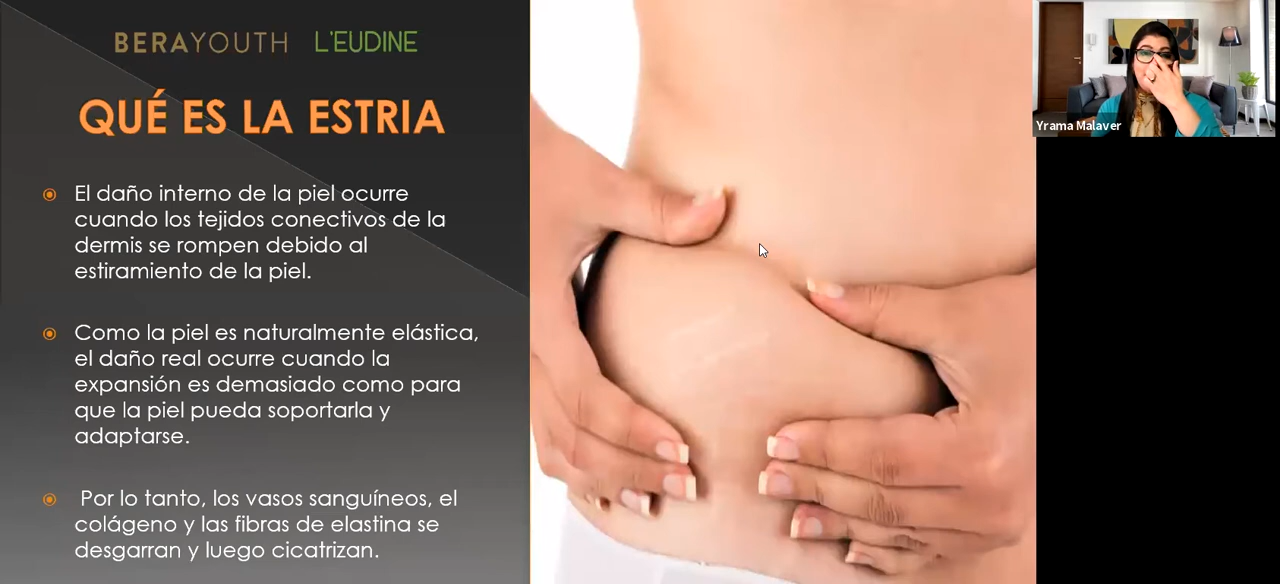 BERAYOUTH L'EUDINE
QUÉ ES LA ESTRIA
El daño interno de la piel ocurre
cuando los tejidos conectivos de la
dermis se rompen debido al
estiramiento de la piel.
Como la piel es naturalmente elástica,
el daño real ocurre cuando la
expansión es demasiado como para
que la piel pueda soportarla y
adaptarse.
Por lo tanto, los vasos sanguíneos, el
colágeno y las fibras de elastina se
desgarran y luego cicatrizan.
Yrama Malaver